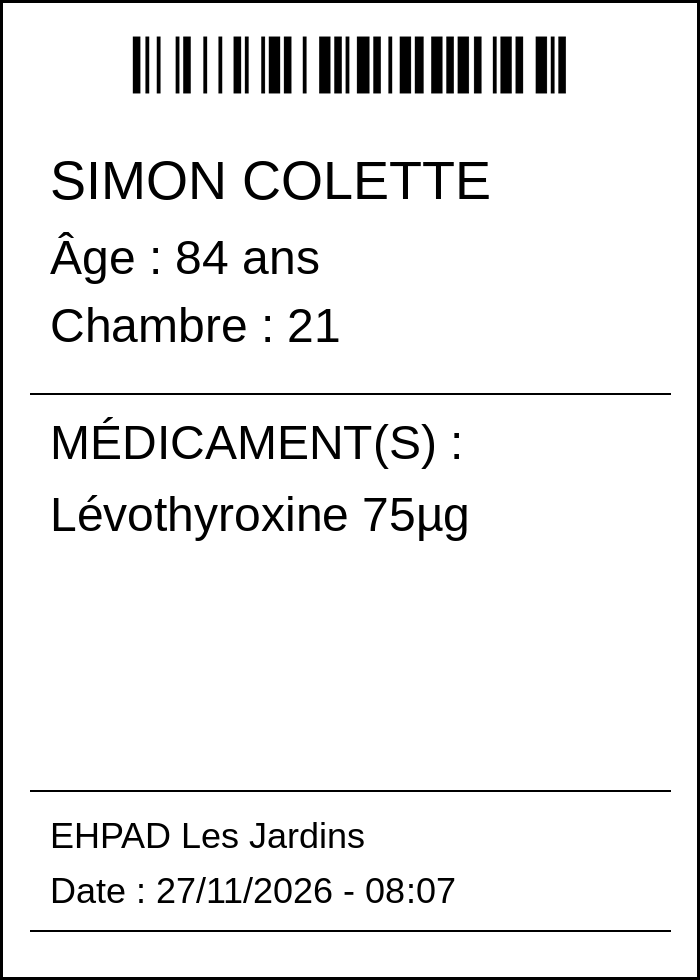 SIMON COLETTE
Âge : 84 ans
Chambre : 21
MÉDICAMENT(S) :
Lévothyroxine 75µg
EHPAD Les Jardins
Date : 27/11/2026 - 08:07